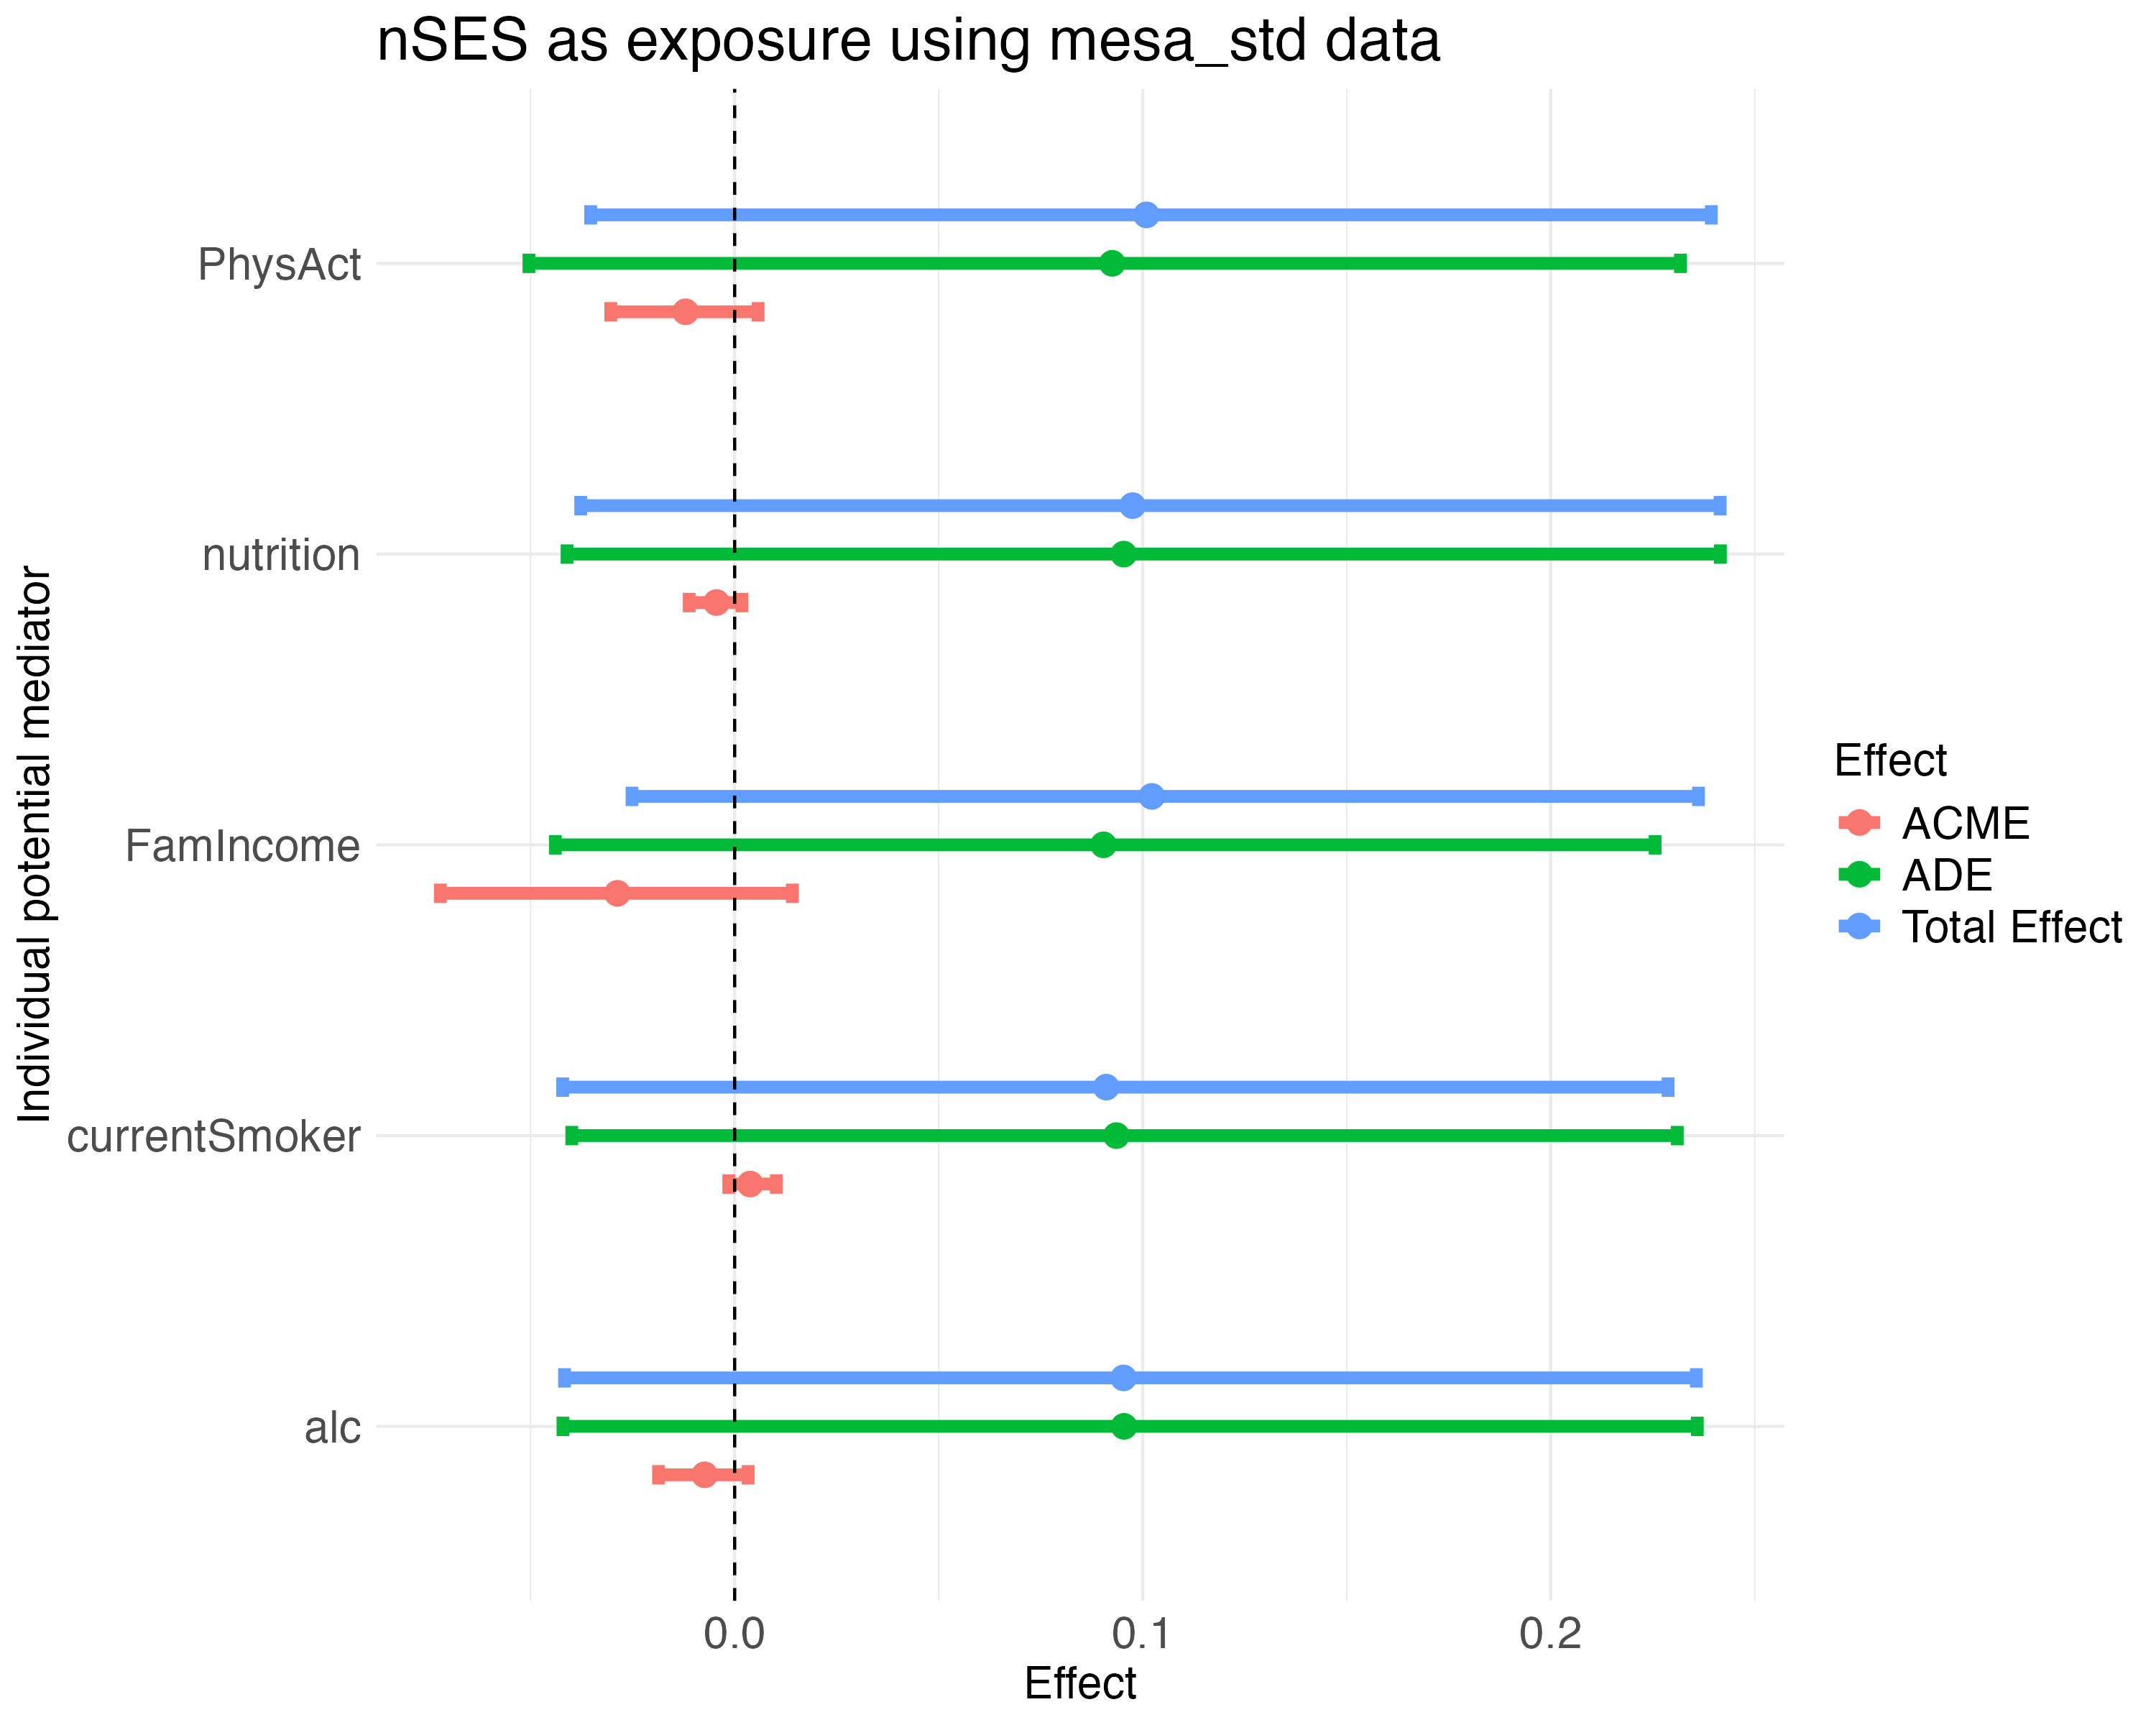 nSES as exposure using mesa_std data
Individual potential mediator
PhysAct
nutrition
FamIncome
currentSmoker
alc
0.0
0.1
0.2
Effect
Effect
ACME
ADE
Total Effect